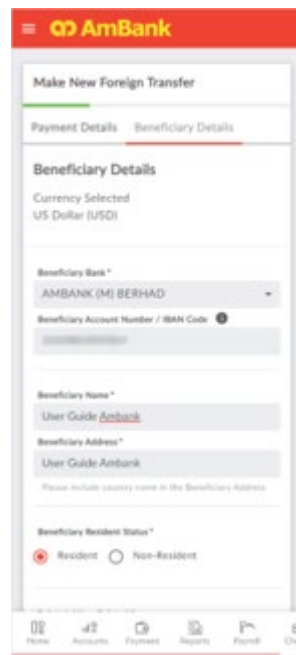 AmBank
Make New Foreign Transfer
Payment Details Beneficiary Details
Beneficiary Details
Currency Selected
US Dollar (USD)
Beneficiary Bank *
AMBANK (M) BERHAD
Beneficiary Account Number / IBAN Code
Beneficiary Name *
User Guide Ambank
Beneficiary Address *
User Guide Ambank
Please include country name in the Beneficiary Address
Beneficiary Resident Status *
Resident Non-Resident
Home Accounts Payment Reports Payroll